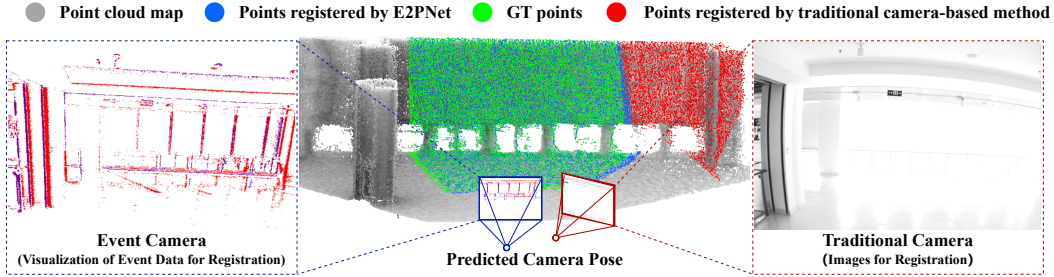 Point cloud map
Points registered by E2PNet
GT points
Points registered by traditional camera-based method
Event Camera
(Visualization of Event Data for Registration)
Predicted Camera Pose
Traditional Camera
(Images for Registration)